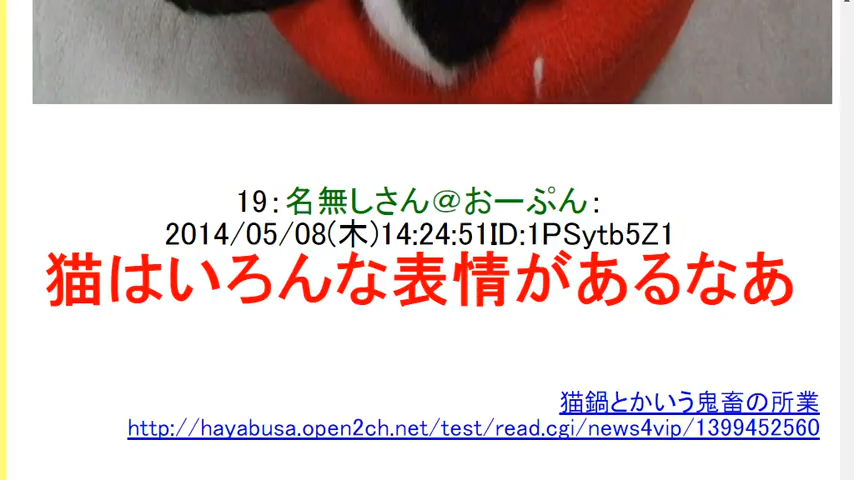 19：名無しさん＠おーぷん：
2014/05/08(木)14:24:51ID:1PSytb5Z1
猫はいろんな表情があるなあ
猫鍋とかいう鬼畜の所業
http://hayabusa.open2ch.net/test/read.cgi/news4vip/1399452560